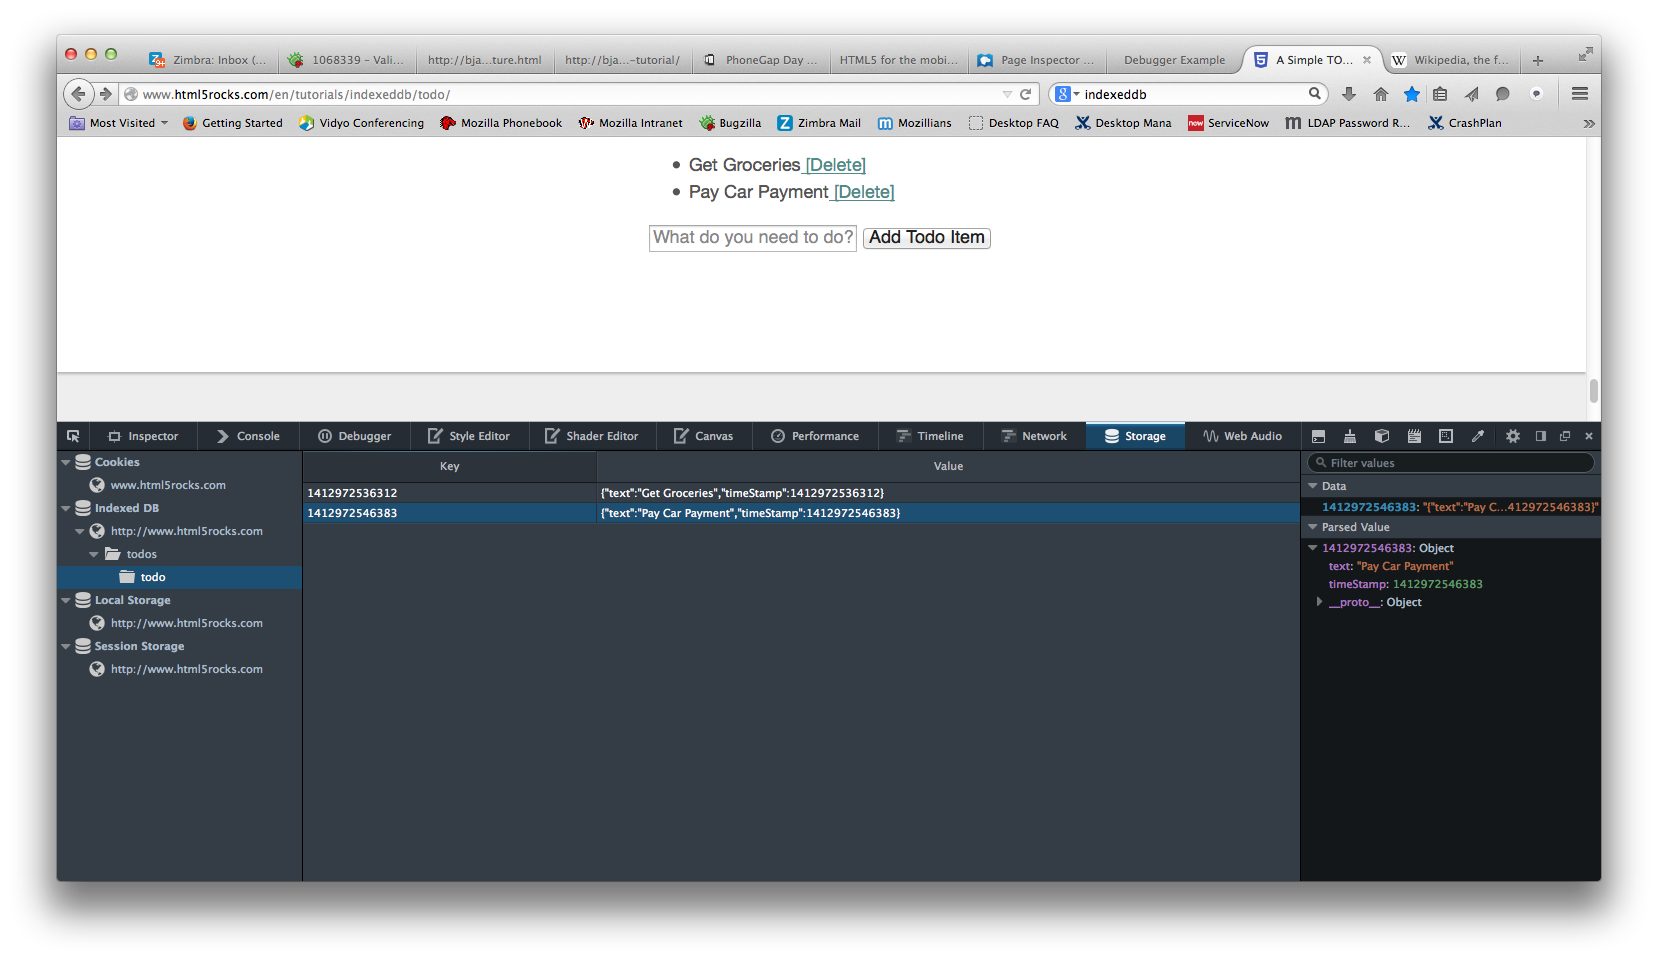 Zimbra: Inbox (... 1068339 – Vali... http://bja...ture.html http://bja...-tutorial/ PhoneGap Day ... HTML5 for the mobi... Page Inspector ... Debugger Example A Simple TO... Wikipedia, the f...
www.html5rocks.com/en/tutorials/indexeddb/todo/ indexeddb
Most Visited Getting Started Vidyo Conferencing Mozilla Phonebook Mozilla Intranet Bugzilla Zimbra Mail Mozillians Desktop FAQ Desktop Mana ServiceNow LDAP Password R... CrashPlan
Get Groceries [Delete]
Pay Car Payment [Delete]
What do you need to do? Add Todo Item
Inspector Console Debugger Style Editor Shader Editor Canvas Performance Timeline Network Storage Web Audio
Cookies
www.html5rocks.com
Indexed DB
http://www.html5rocks.com
todos
todo
Local Storage
http://www.html5rocks.com
Session Storage
http://www.html5rocks.com
Key Value
1412972536312 {"text":"Get Groceries","timeStamp":1412972536312}
1412972546383 {"text":"Pay Car Payment","timeStamp":1412972546383}
Filter values
Data
1412972546383: "{"text":"Pay C...412972546383}"
Parsed Value
1412972546383: Object
text: "Pay Car Payment"
timeStamp: 1412972546383
__proto__: Object